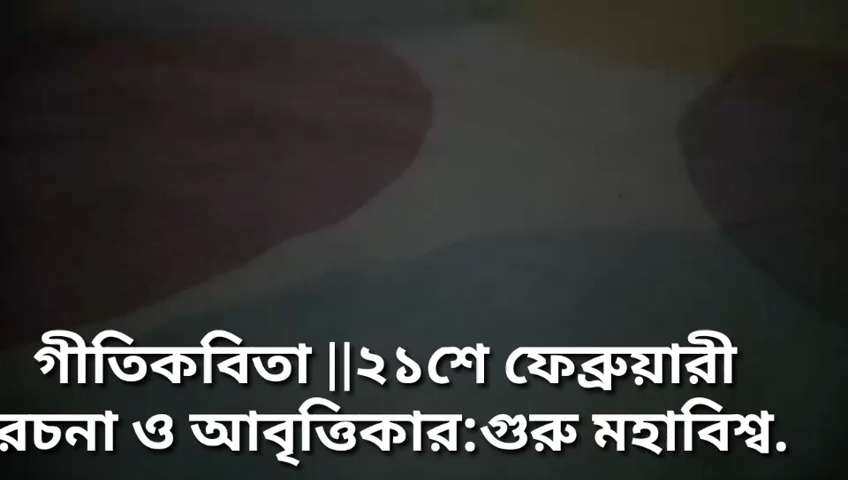 গীতিকবিতা ||২১শে ফেব্রুয়ারী
রচনা ও আবৃত্তিকার:গুরু মহাবিশ্ব.